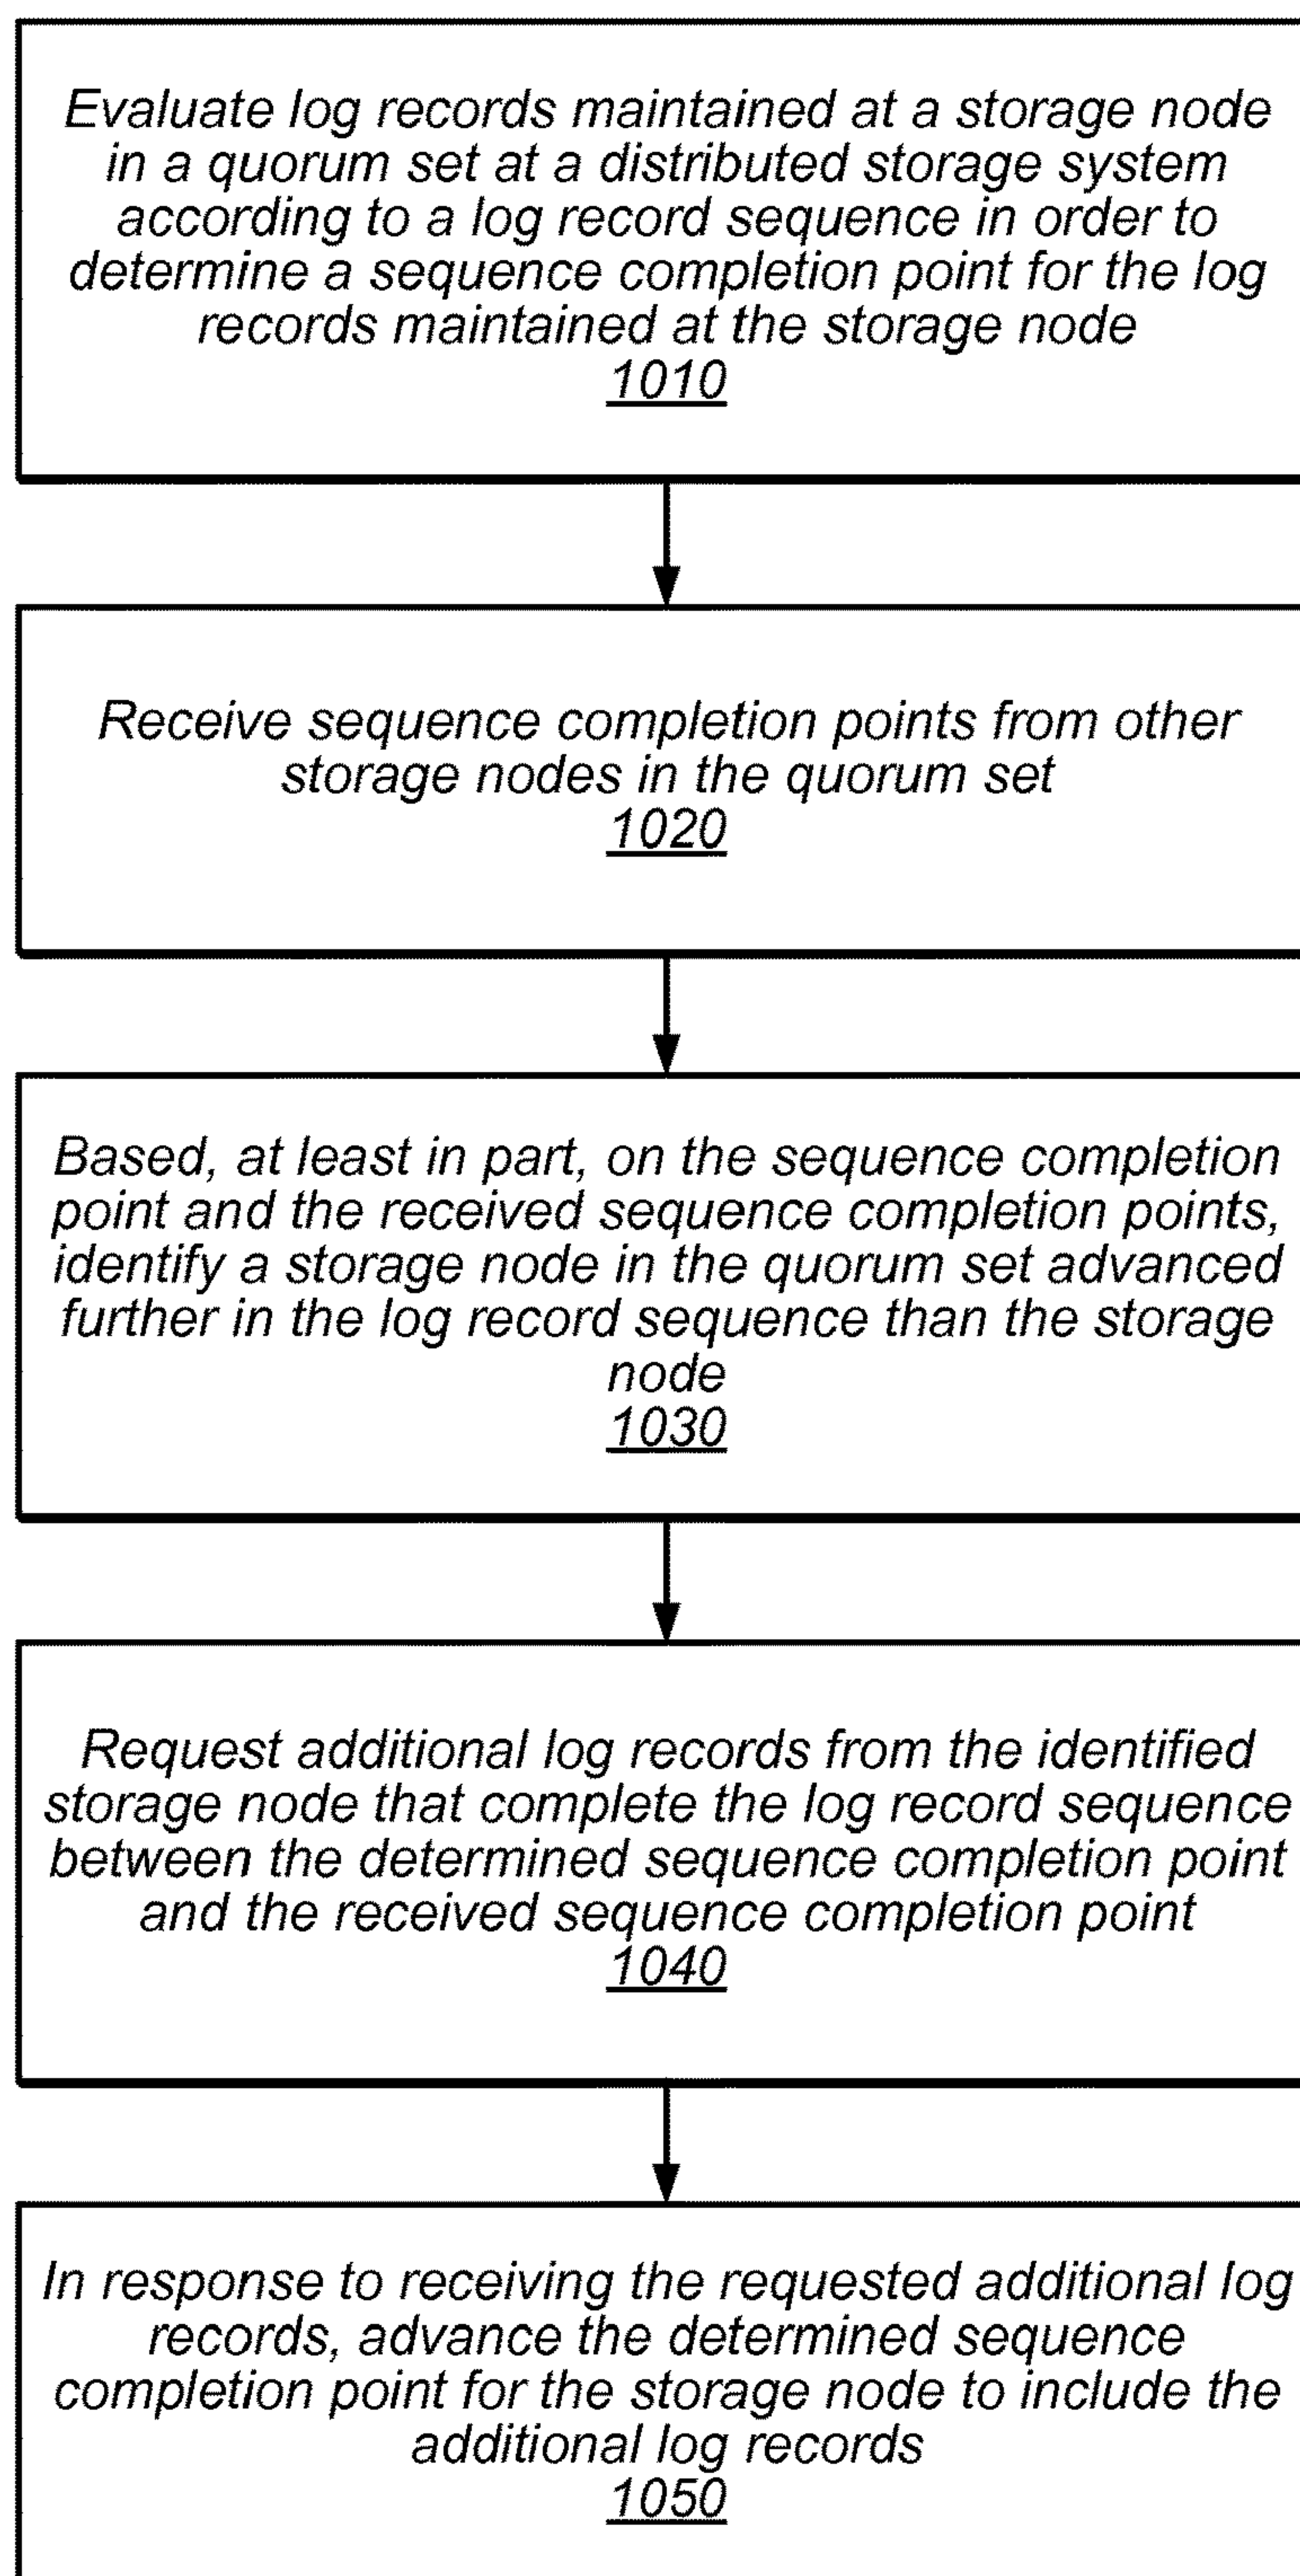 Evaluate log records maintained at a storage node
in a quorum set at a distributed storage system
according to a log record sequence in order to
determine a sequence completion point for the log
records maintained at the storage node
1010
Receive sequence completion points from other
storage nodes in the quorum set
1020
Based, at least in part, on the sequence completion
point and the received sequence completion points,
identify a storage node in the quorum set advanced
further in the log record sequence than the storage
node
1030
Request additional log records from the identified
storage node that complete the log record sequence
between the determined sequence completion point
and the received sequence completion point
1040
In response to receiving the requested additional log
records, advance the determined sequence
completion point for the storage node to include the
additional log records
1050